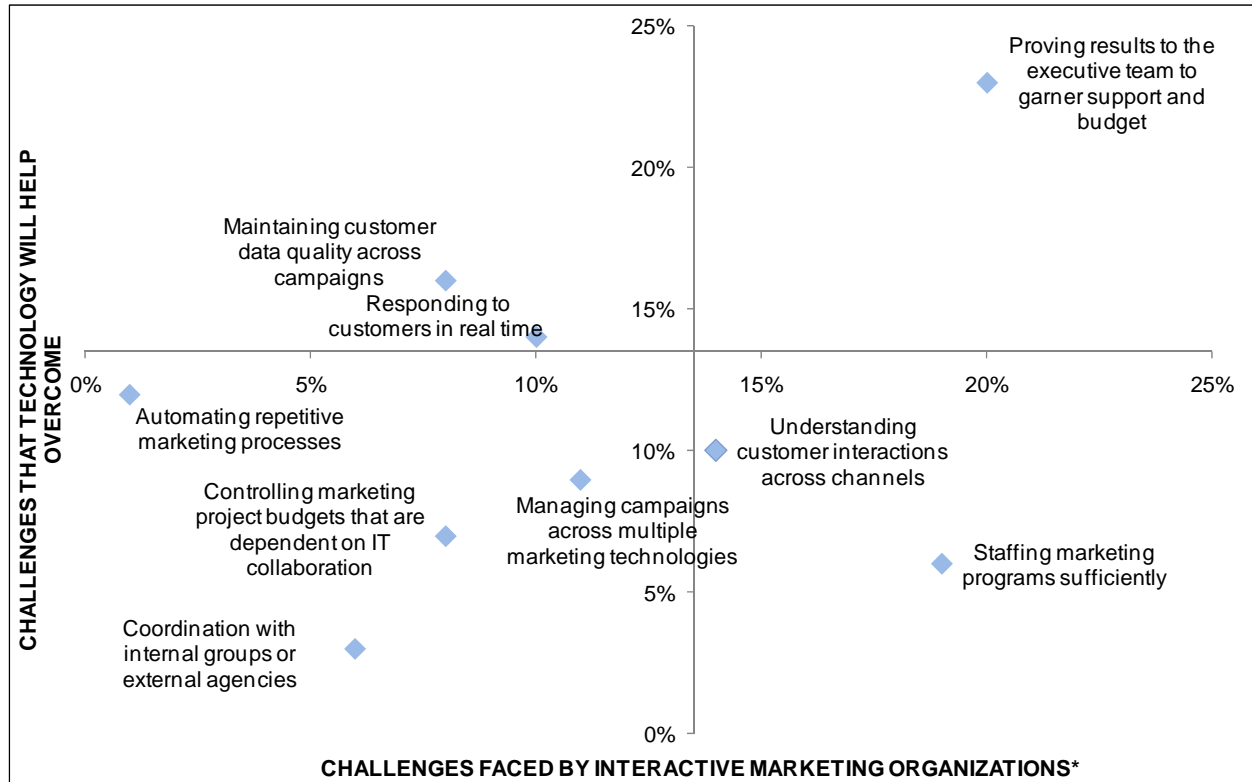 25%
Proving results to the
executive team to
garner support and
budget
20%
Maintaining customer
data quality across
campaigns
15%
Responding to
customers in real time
CHALLENGES THAT TECHNOLOGY WILL HELP
OVERCOME
0%
5%
10%
15%
20%
25%
Automating repetitive
marketing processes
10%
Understanding
customer interactions
across channels
Controlling marketing
project budgets that are
dependent on IT
collaboration
Managing campaigns
across multiple
marketing technologies
Staffing marketing
programs sufficiently
5%
Coordination with
internal groups or
external agencies
0%
CHALLENGES FACED BY INTERACTIVE MARKETING ORGANIZATIONS*